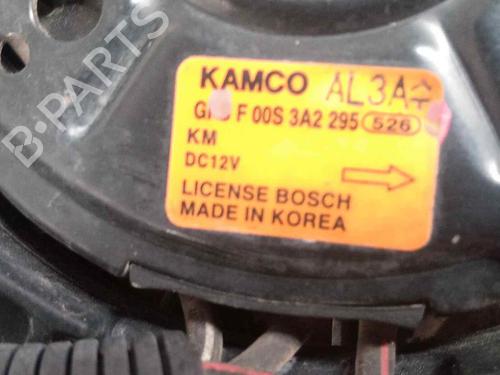 KAMCO AL3A
F 00S 3A2 295 526
KM
DC12V
LICENSE BOSCH
MADE IN KOREA
B-PARTS